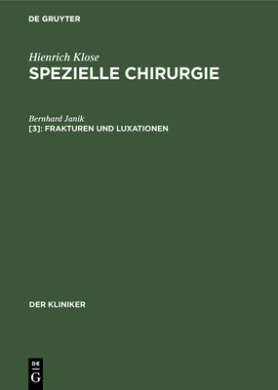 DE GRUYTER
Hienrich Klose
SPEZIELLE CHIRURGIE
Bernhard Janik
[3]: FRAKTUREN UND LUXATIONEN
DER KLINIKER
DE
G